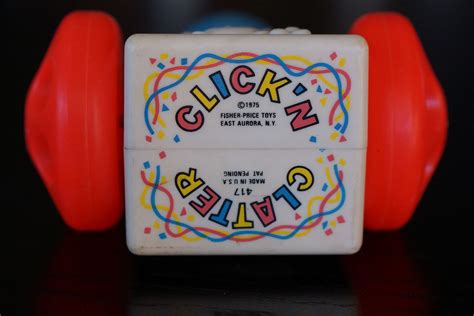 CLICK'N
©1975
FISHER-PRICE TOYS
EAST AURORA, N.Y.
CLATTER
417
MADE IN U.S.A.
PAT PENDING